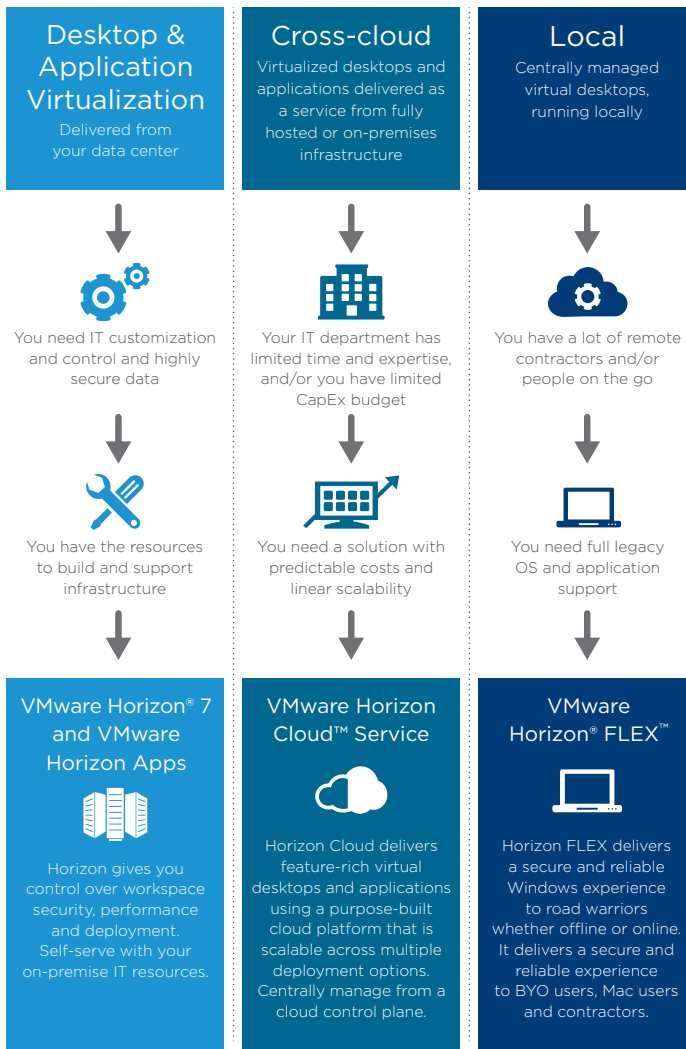 Desktop &
Application
Virtualization
Delivered from
your data center
You need IT customization
and control and highly
secure data
You have the resources
to build and support
infrastructure
VMware Horizon® 7
and VMware
Horizon Apps
Horizon gives you
control over workspace
security, performance
and deployment.
Self-serve with your
on-premise IT resources.
Cross-cloud
Virtualized desktops and
applications delivered as
a service from fully
hosted or on-premises
infrastructure
Your IT department has
limited time and expertise,
and/or you have limited
CapEx budget
You need a solution with
predictable costs and
linear scalability
VMware Horizon
Cloud™ Service
Horizon Cloud delivers
feature-rich virtual
desktops and applications
using a purpose-built
cloud platform that is
scalable across multiple
deployment options.
Centrally manage from a
cloud control plane.
Local
Centrally managed
virtual desktops,
running locally
You have a lot of remote
contractors and/or
people on the go
You need full legacy
OS and application
support
VMware
Horizon® FLEX™
Horizon FLEX delivers
a secure and reliable
Windows experience
to road warriors
whether offline or online.
It delivers a secure and
reliable experience
to BYO users, Mac users
and contractors.